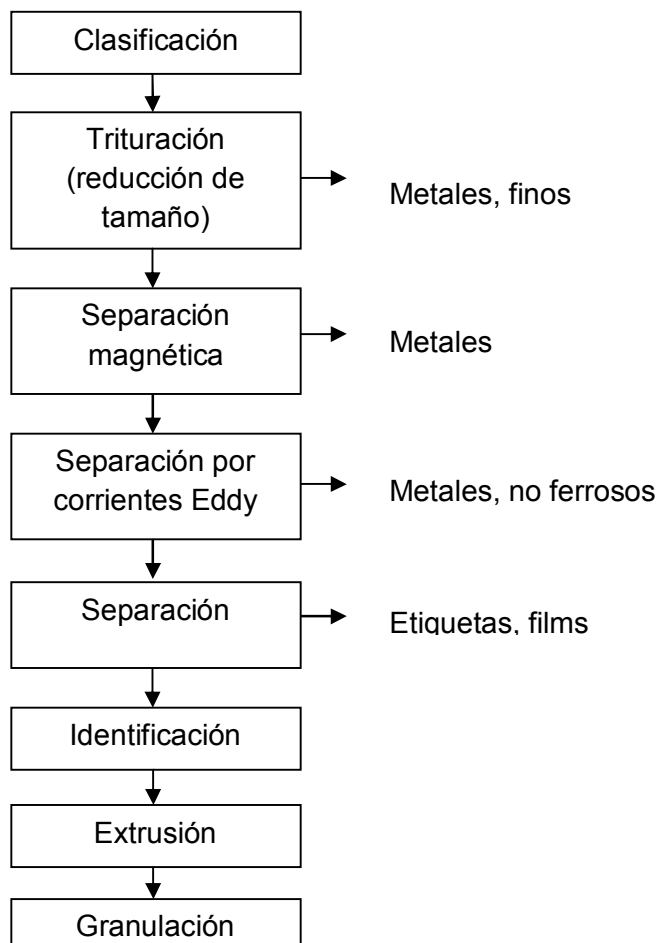 Clasificación
Trituración
(reducción de
tamaño)
Metales, finos
Separación
magnética
Metales
Separación por
corrientes Eddy
Metales, no ferrosos
Separación
Etiquetas, films
Identificación
Extrusión
Granulación